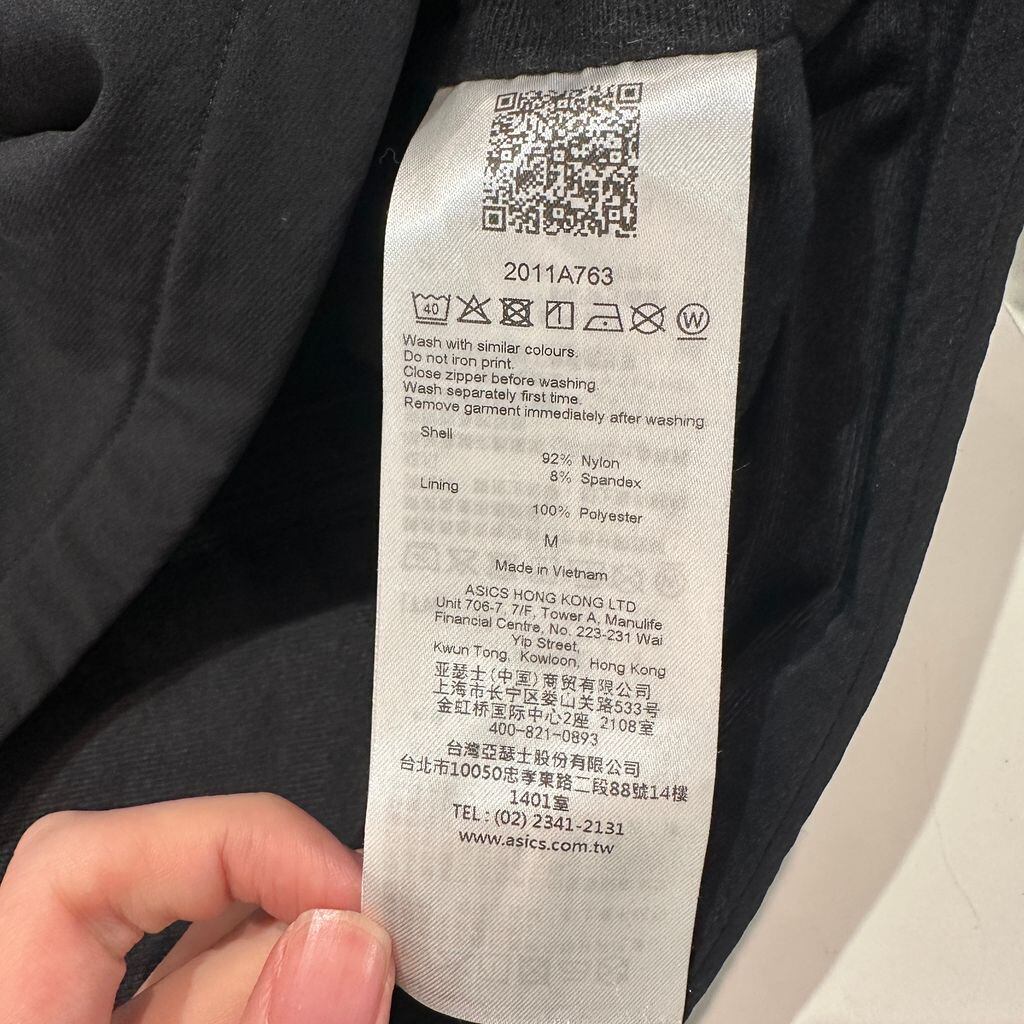 2011A763
40
W
Wash with similar colours.
Do not iron print.
Close zipper before washing.
Wash separately first time.
Remove garment immediately after washing.
Shell
92% Nylon
8% Spandex
Lining
100% Polyester
M
Made in Vietnam
ASICS HONG KONG LTD
Unit 706-7, 7/F, Tower A, Manulife
Financial Centre, No. 223-231 Wai
Yip Street,
Kwun Tong, Kowloon, Hong Kong
亚瑟士(中国)商贸有限公司
上海市长宁区娄山关路533号
金虹桥国际中心2座 2108室
400-821-0893
台灣亞瑟士股份有限公司
台北市10050忠孝東路二段88號14樓
1401室
TEL : (02) 2341-2131
www.asics.com.tw